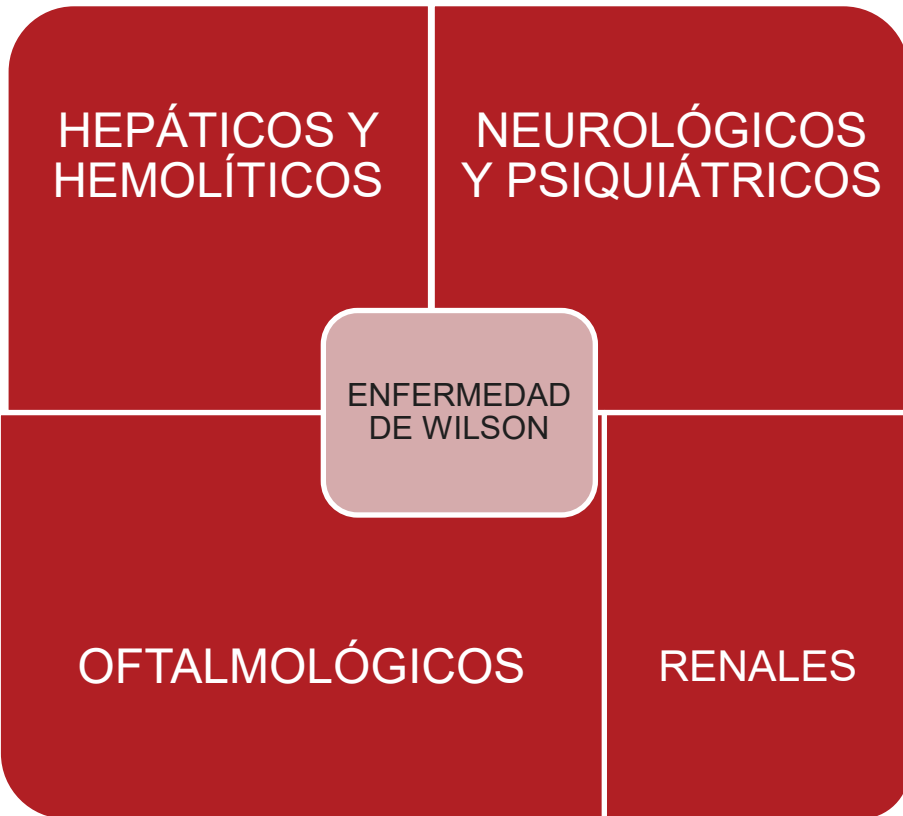 HEPÁTICOS Y
HEMOLÍTICOS
NEUROLÓGICOS
Y PSIQUIÁTRICOS
ENFERMEDAD
DE WILSON
OFTALMOLÓGICOS
RENALES